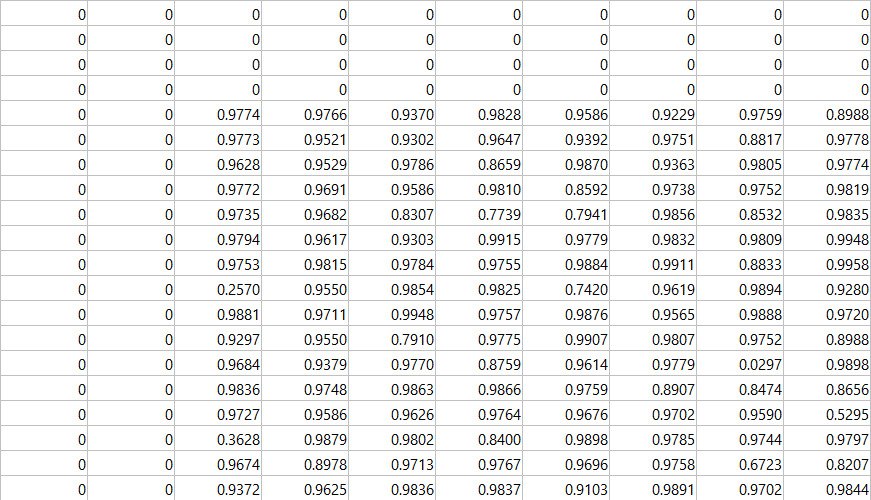 0 0 0 0 0 0 0 0 0 0
0 0 0 0 0 0 0 0 0 0
0 0 0 0 0 0 0 0 0 0
0 0 0 0 0 0 0 0 0 0
0 0 0.9774 0.9766 0.9370 0.9828 0.9586 0.9229 0.9759 0.8988
0 0 0.9773 0.9521 0.9302 0.9647 0.9392 0.9751 0.8817 0.9778
0 0 0.9628 0.9529 0.9786 0.8659 0.9870 0.9363 0.9805 0.9774
0 0 0.9772 0.9691 0.9586 0.9810 0.8592 0.9738 0.9752 0.9819
0 0 0.9735 0.9682 0.8307 0.7739 0.7941 0.9856 0.8532 0.9835
0 0 0.9794 0.9617 0.9303 0.9915 0.9779 0.9832 0.9809 0.9948
0 0 0.9753 0.9815 0.9784 0.9755 0.9884 0.9911 0.8833 0.9958
0 0 0.2570 0.9550 0.9854 0.9825 0.7420 0.9619 0.9894 0.9280
0 0 0.9881 0.9711 0.9948 0.9757 0.9876 0.9565 0.9888 0.9720
0 0 0.9297 0.9550 0.7910 0.9775 0.9907 0.9807 0.9752 0.8988
0 0 0.9684 0.9379 0.9770 0.8759 0.9614 0.9779 0.0297 0.9898
0 0 0.9836 0.9748 0.9863 0.9866 0.9759 0.8907 0.8474 0.8656
0 0 0.9727 0.9586 0.9626 0.9764 0.9676 0.9702 0.9590 0.5295
0 0 0.3628 0.9879 0.9802 0.8400 0.9898 0.9785 0.9744 0.9797
0 0 0.9674 0.8978 0.9713 0.9767 0.9696 0.9758 0.6723 0.8207
0 0 0.9372 0.9625 0.9836 0.9837 0.9103 0.9891 0.9702 0.9844